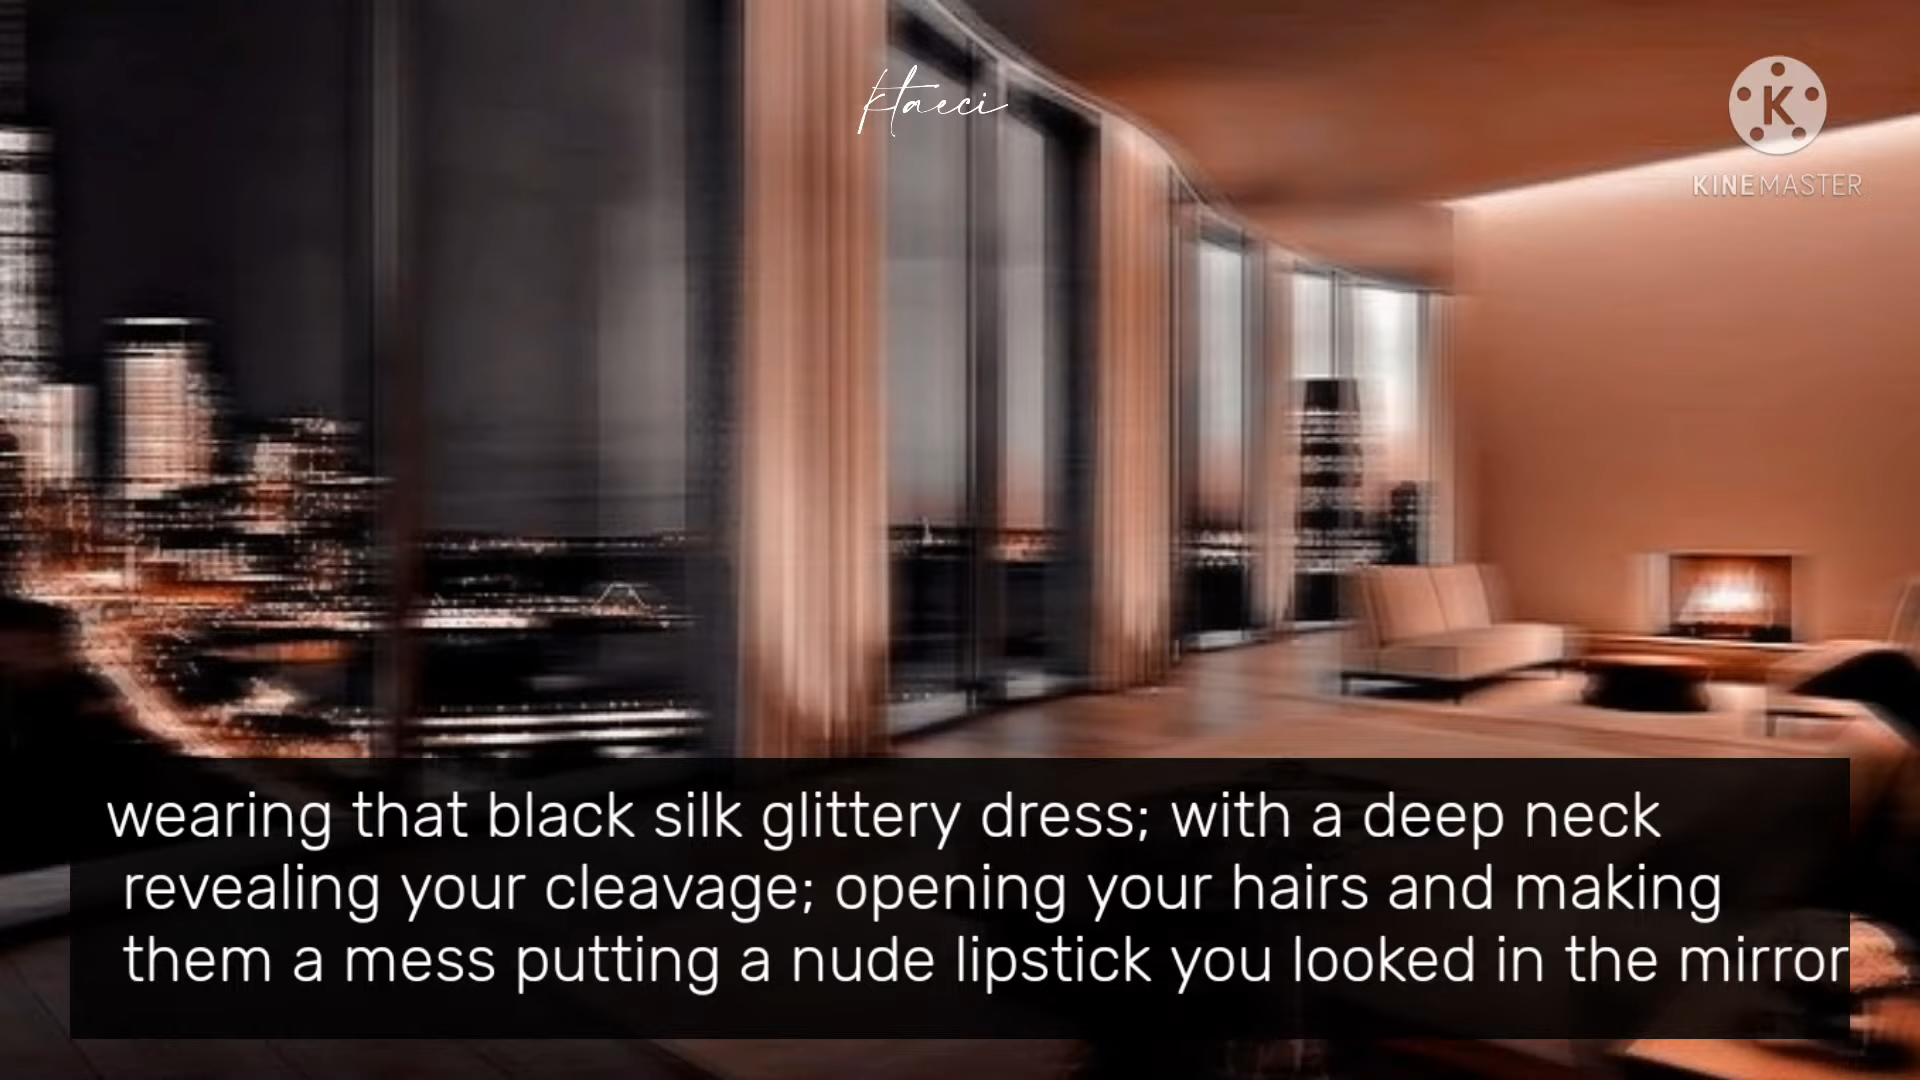 ktaeci
K
KINEMASTER
wearing that black silk glittery dress; with a deep neck
revealing your cleavage; opening your hairs and making
them a mess putting a nude lipstick you looked in the mirror